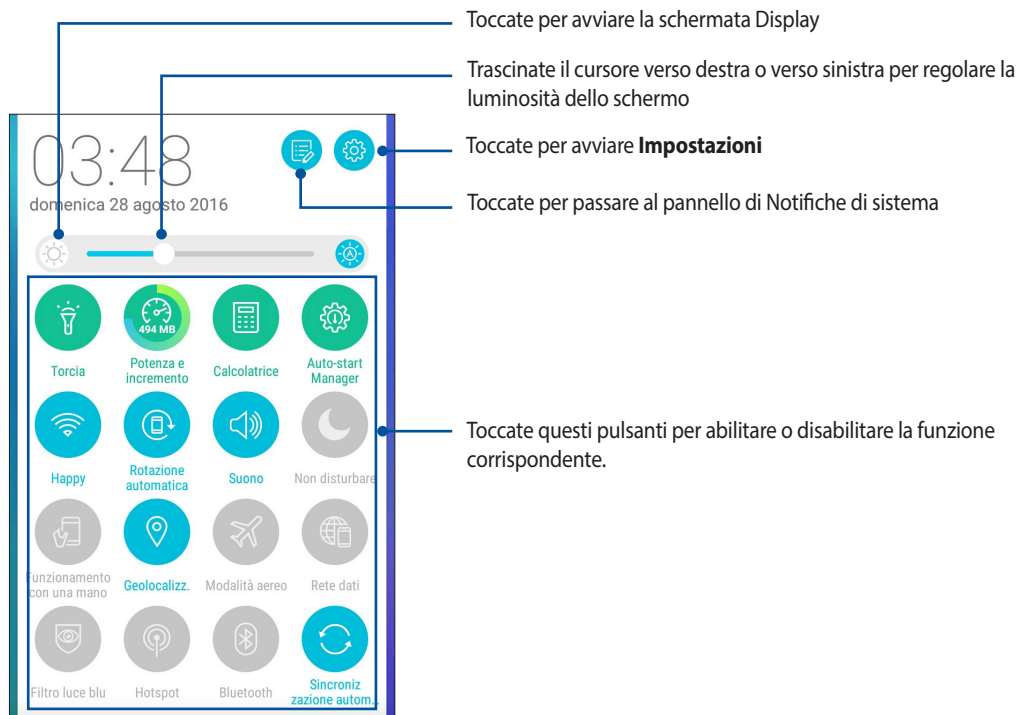 Toccate per avviare la schermata Display
Trascinate il cursore verso destra o verso sinistra per regolare la
luminosità dello schermo
Toccate per avviare Impostazioni
Toccate per passare al pannello di Notifiche di sistema
03:48
domenica 28 agosto 2016
A
494 MB
Torcia
Potenza e
incremento
Calcolatrice
Auto-start
Manager
Happy
Rotazione
automatica
Suono
Non disturbare
Toccate questi pulsanti per abilitare o disabilitare la funzione
corrispondente.
Funzionamento
con una mano
Geolocalizz.
Modalità aereo
Rete dati
Filtro luce blu
Hotspot
Bluetooth
Sincroniz
zazione autom..